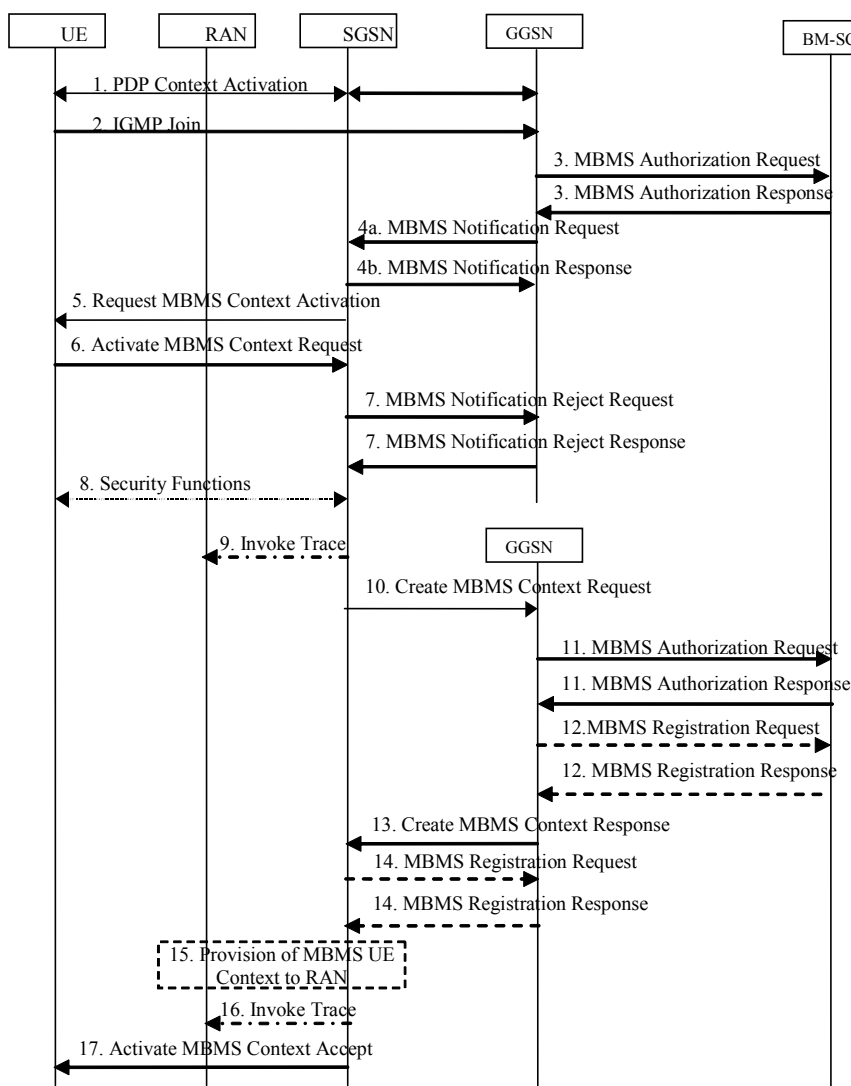 UE RAN SGSN GGSN BM-SC
1. PDP Context Activation
2. IGMP Join
3. MBMS Authorization Request
3. MBMS Authorization Response
4a. MBMS Notification Request
4b. MBMS Notification Response
5. Request MBMS Context Activation
6. Activate MBMS Context Request
7. MBMS Notification Reject Request
7. MBMS Notification Reject Response
8. Security Functions
9. Invoke Trace
GGSN
10. Create MBMS Context Request
11. MBMS Authorization Request
11. MBMS Authorization Response
12.MBMS Registration Request
12. MBMS Registration Response
13. Create MBMS Context Response
14. MBMS Registration Request
14. MBMS Registration Response
15. Provision of MBMS UE
Context to RAN
16. Invoke Trace
17. Activate MBMS Context Accept